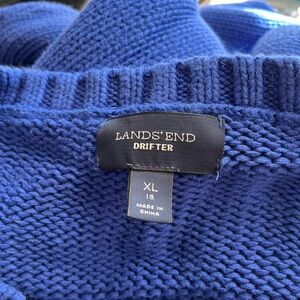 LANDS' END
DRIFTER
XL
18
MADE IN
CHINA